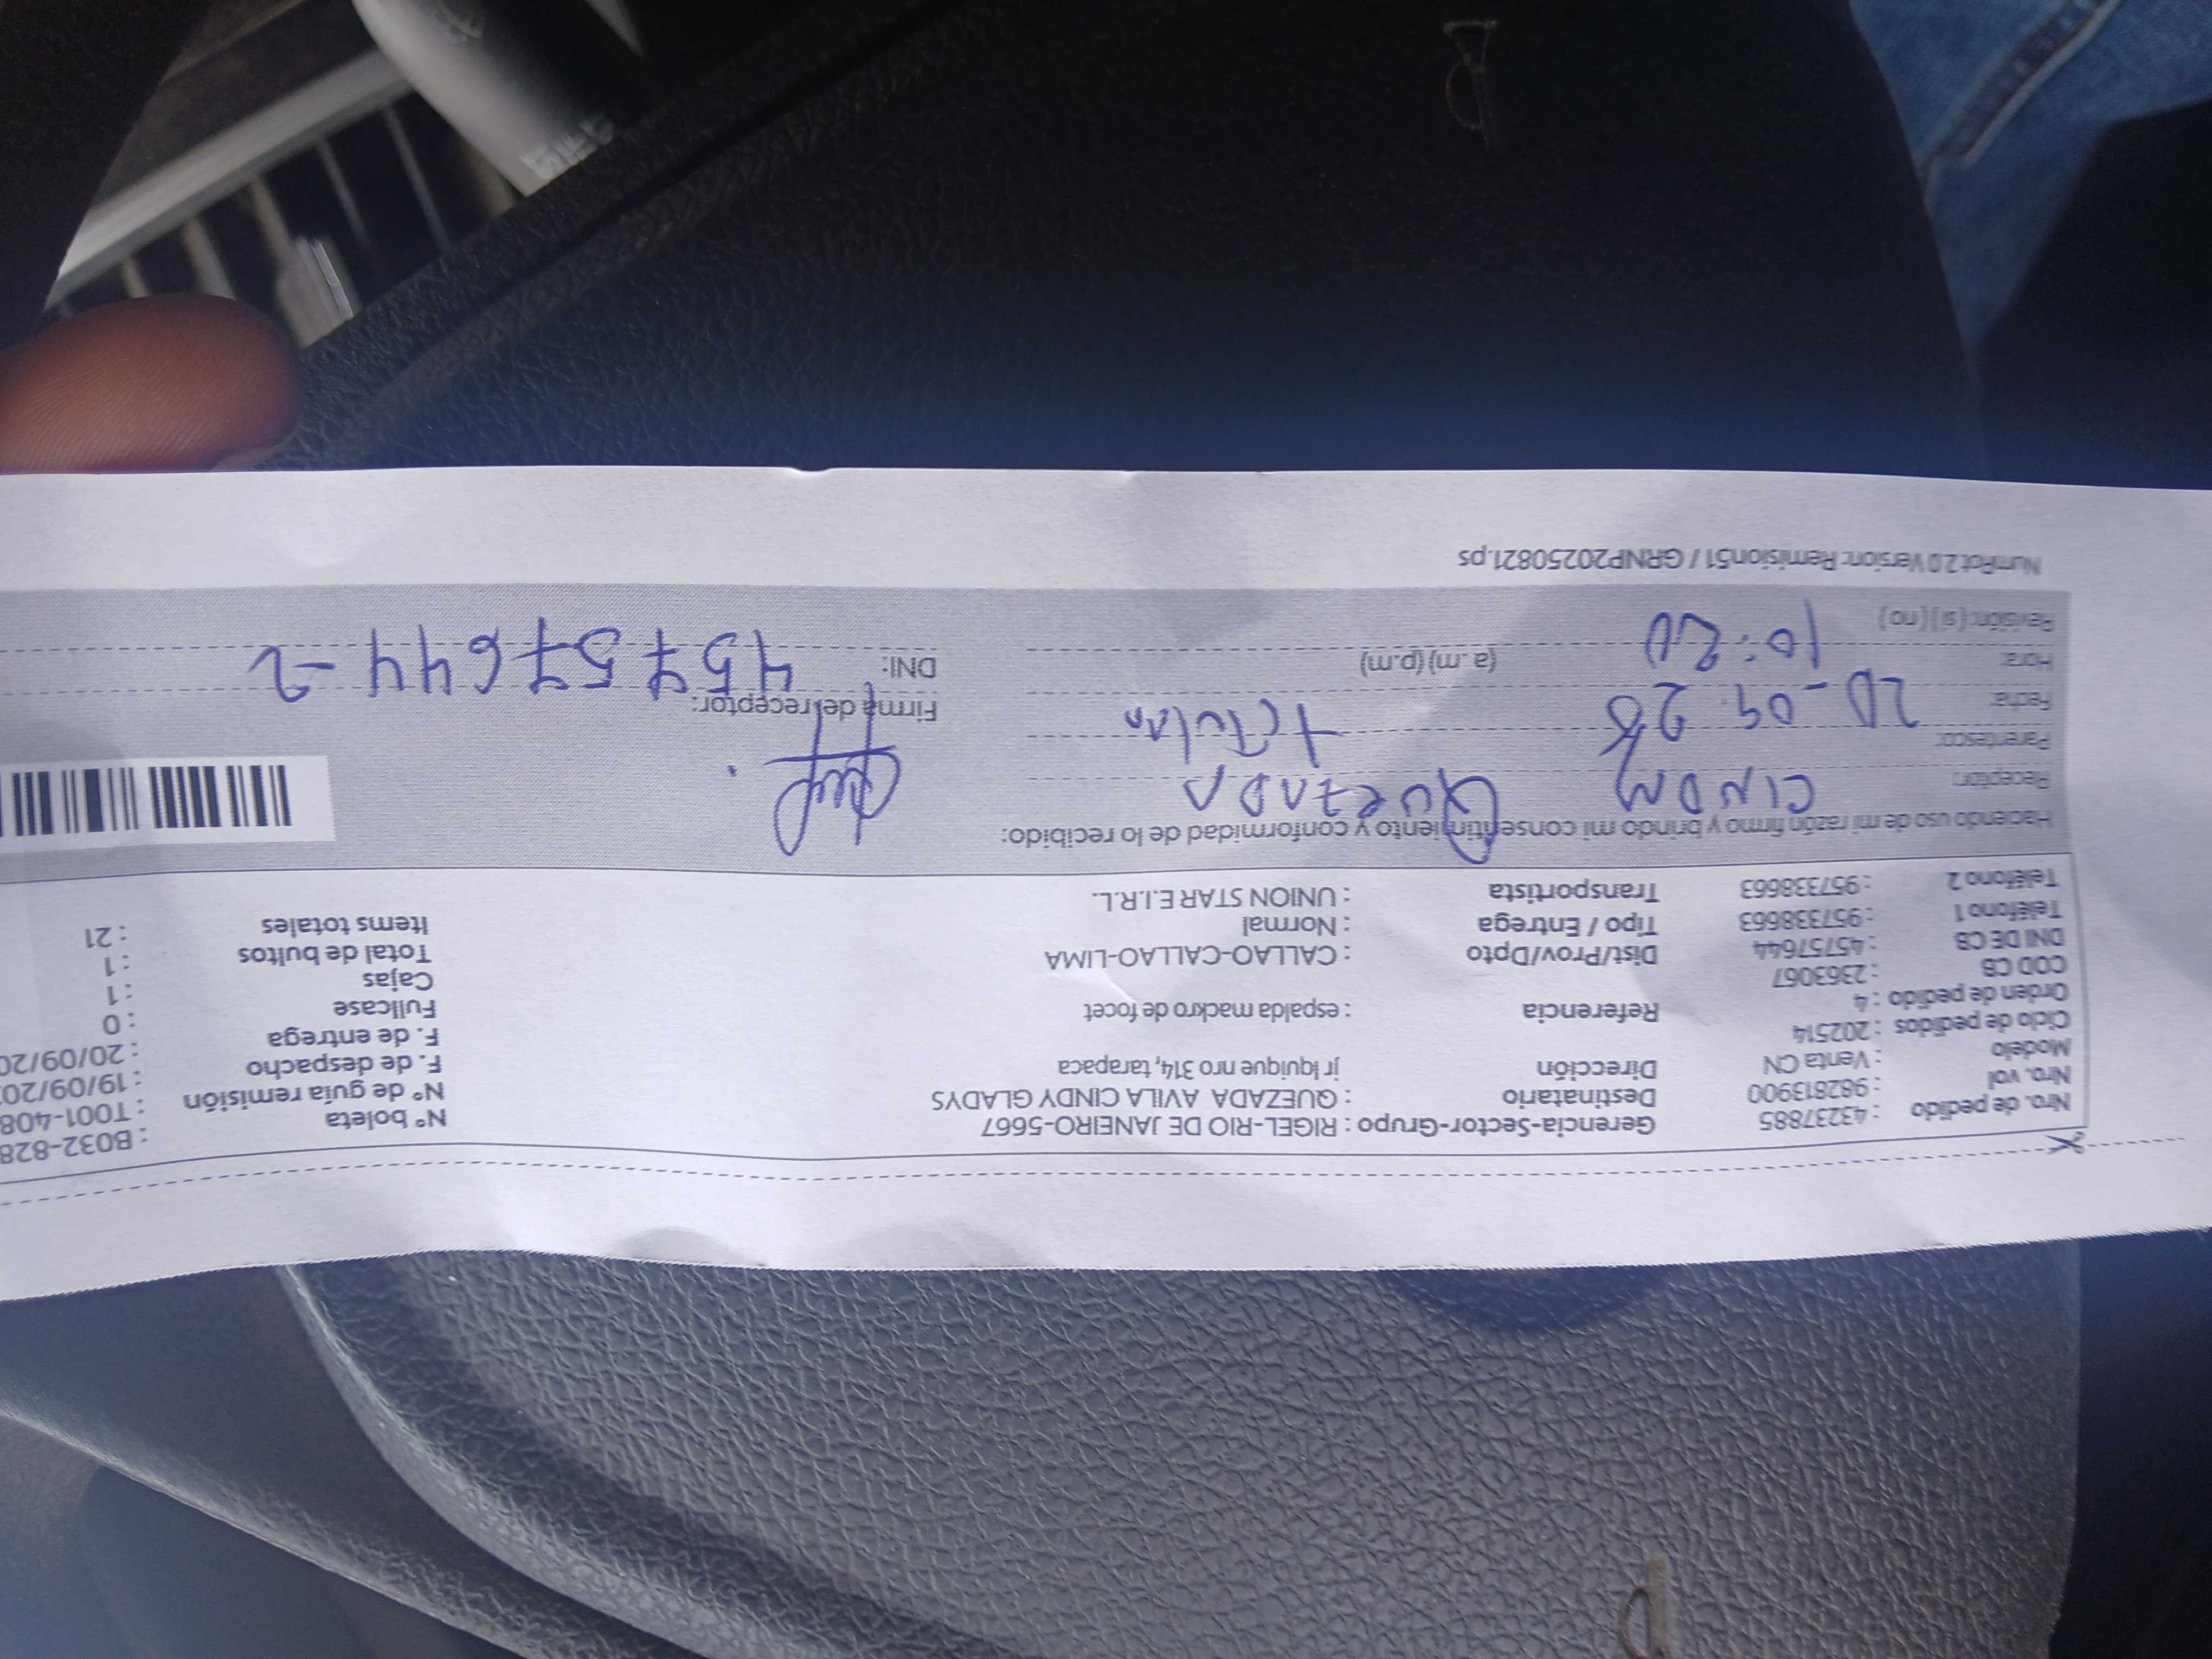 Nro. de pedido : 43237885 Gerencia-Sector-Grupo : RIGEL-RIO DE JANEIRO-5667 N° boleta : B032-828
Nro. vol : 982813900 Destinatario : QUEZADA AVILA CINDY GLADYS N° de guía remisión : T001-408
Modelo : Venta CN Dirección jr Iquique nro 314, tarapaca F. de despacho : 19/09/20
Ciclo de pedidos : 202514 F. de entrega : 20/09/20
Orden de pedido : 4 Referencia : espalda mackro de focet Fullcase : 0
COD CB : 2363067 Cajas : 1
DNI DE CB : 45757644 Dist/Prov/Dpto : CALLAO-CALLAO-LIMA Total de bultos : 1
Teléfono 1 : 957338663 Tipo / Entrega : Normal Items totales : 21
Teléfono 2 : 957338663 Transportista : UNION STAR E.I.R.L.
Haciendo uso de mi razón firmo y brindo mi consentimiento y conformidad de lo recibido:
Receptor: CINDY QUEZADA
Parentesco:
Fecha: 20-09. Firma del receptor:
Hora: 10: (a.m)(p.m) DNI: 45757644-2
Revisión: (si)(no)
NumRot 2.0 Version: Remision51 / GRNP20250821.ps